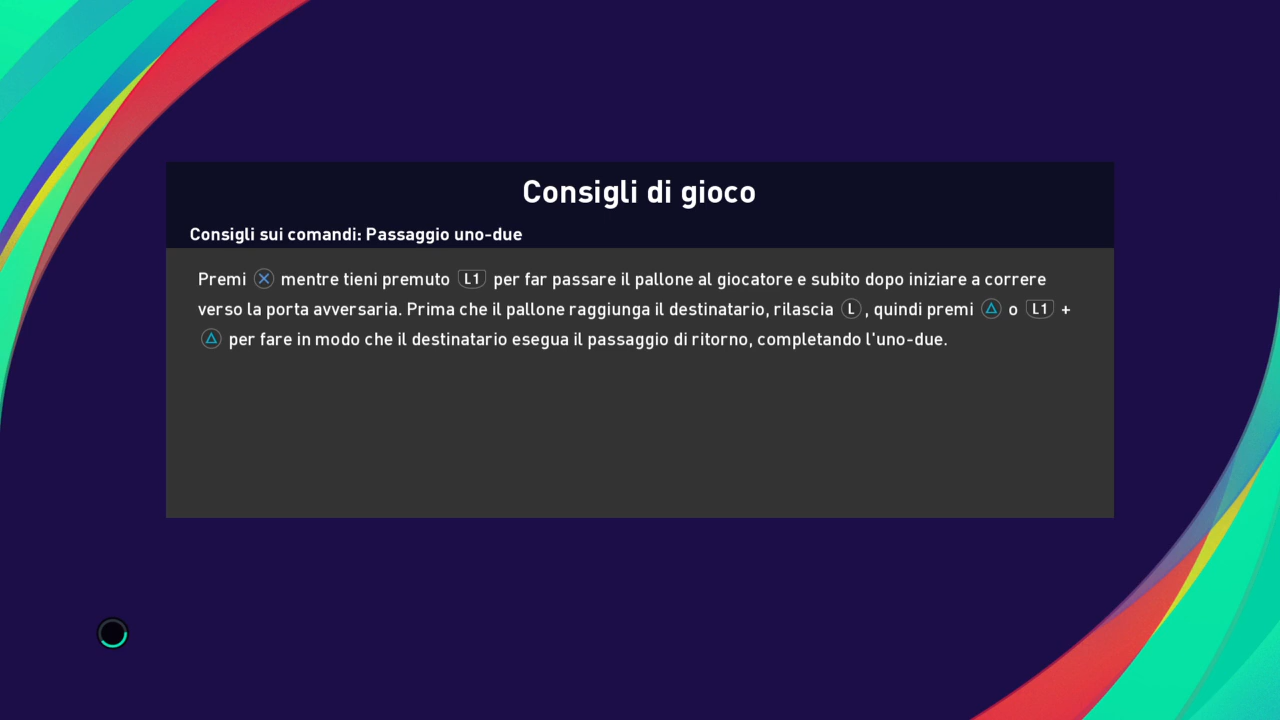 Consigli di gioco
Consigli sui comandi: Passaggio uno-due
Premi ✕ mentre tieni premuto L1 per far passare il pallone al giocatore e subito dopo iniziare a correre
verso la porta avversaria. Prima che il pallone raggiunga il destinatario, rilascia L, quindi premi △ o L1 +
△ per fare in modo che il destinatario esegua il passaggio di ritorno, completando l'uno-due.